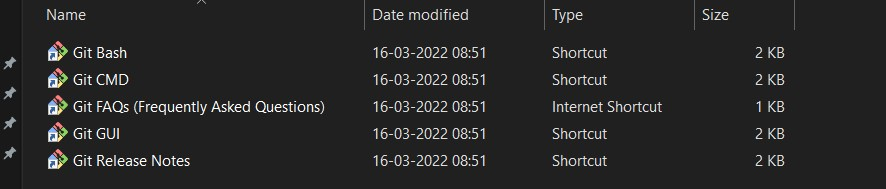 Name Date modified Type Size
Git Bash 16-03-2022 08:51 Shortcut 2 KB
Git CMD 16-03-2022 08:51 Shortcut 2 KB
Git FAQs (Frequently Asked Questions) 16-03-2022 08:51 Internet Shortcut 1 KB
Git GUI 16-03-2022 08:51 Shortcut 2 KB
Git Release Notes 16-03-2022 08:51 Shortcut 2 KB